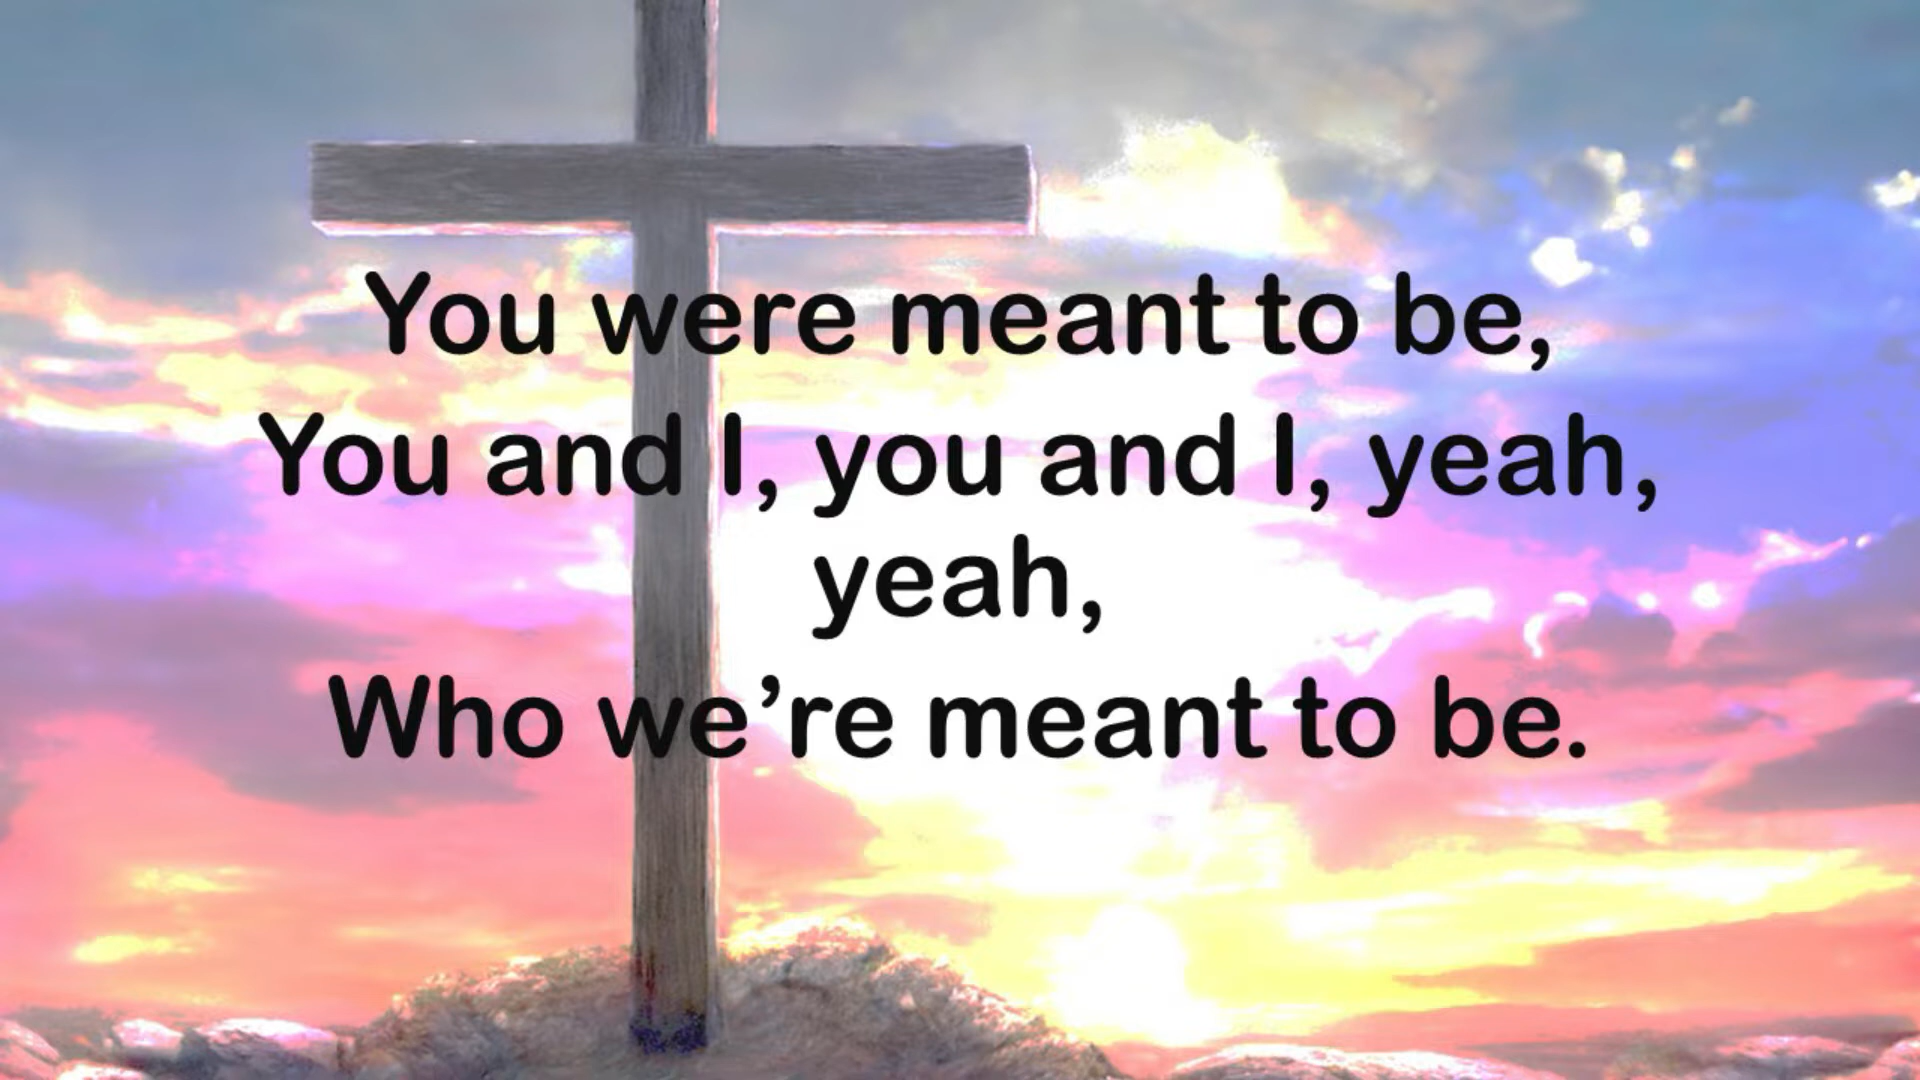 You were meant to be,
You and I, you and I, yeah,
yeah,
Who we’re meant to be.